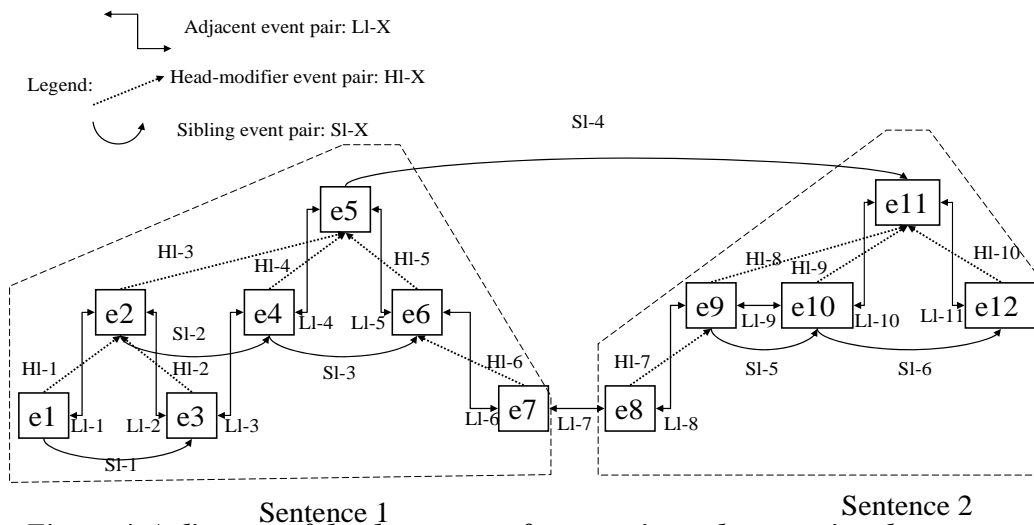 Adjacent event pair: Ll-X
Legend:
Head-modifier event pair: Hl-X
Sibling event pair: Sl-X
Sl-4
e5
e11
Hl-3
Hl-4
Hl-5
Hl-8
Hl-9
Hl-10
e2
e4
e6
e9
e10
e12
Sl-2
Ll-4
Ll-5
Ll-9
Ll-10
Ll-11
Hl-1
Hl-2
Sl-3
Hl-6
Hl-7
Sl-5
Sl-6
e1
Ll-1
Ll-2
e3
Ll-3
Ll-6
e7
Ll-7
e8
Ll-8
Sl-1
Sentence 1
Sentence 2